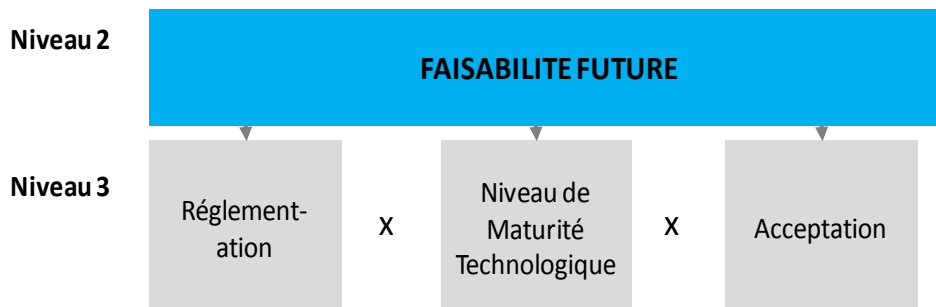 Niveau 2
FAISABILITE FUTURE
Niveau 3
Réglement-
ation
X
Niveau de
Maturité
Technologique
X
Acceptation